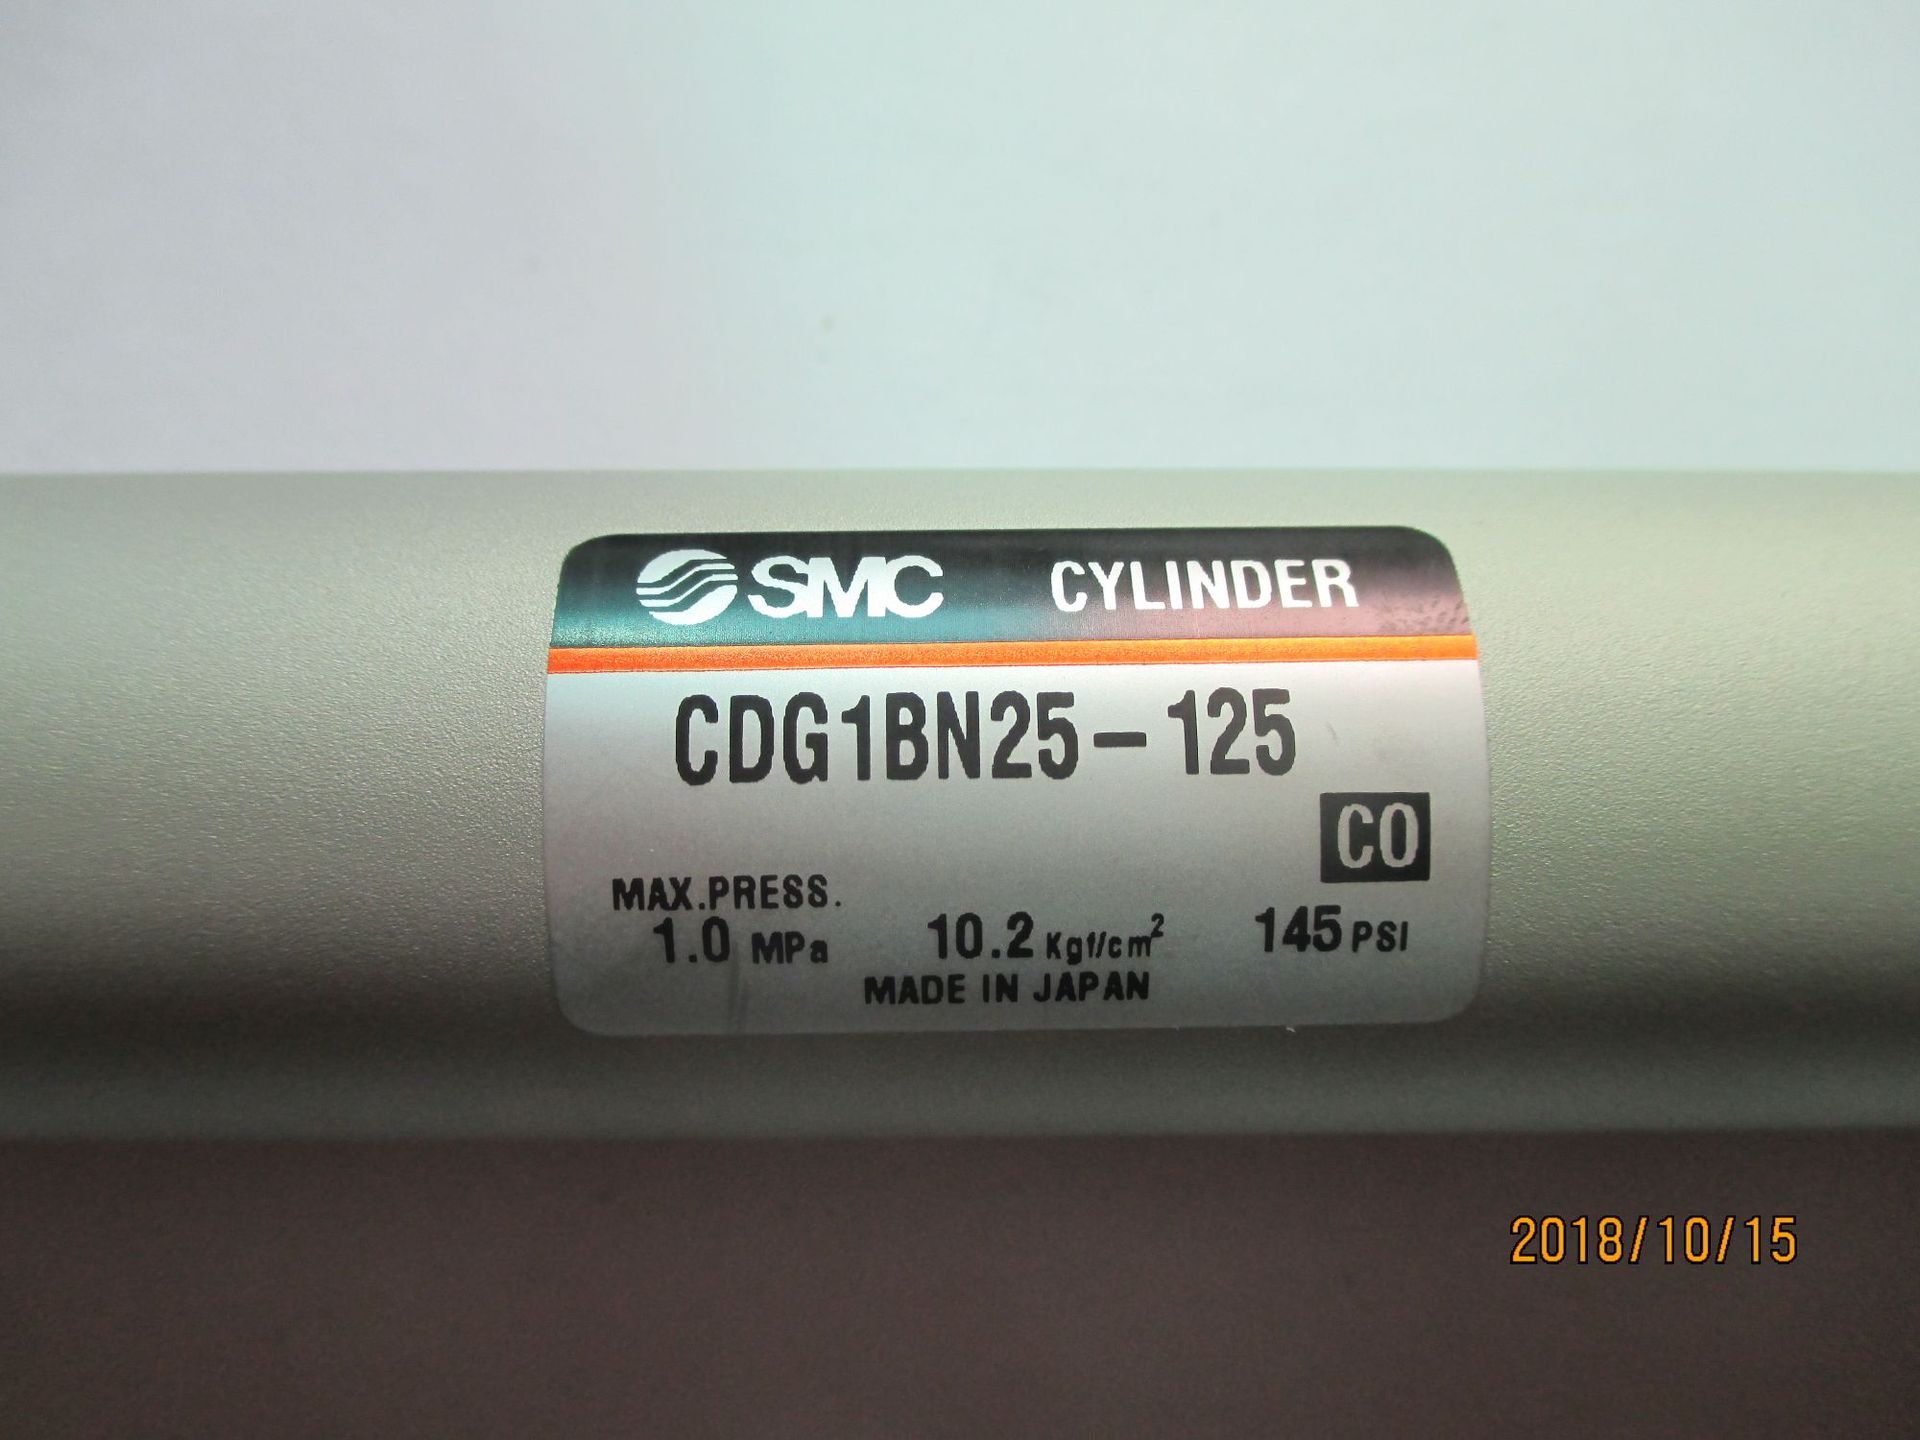 SMC CYLINDER
CDG1BN25-125
CO
MAX.PRESS.
1.0 MPa 10.2 Kgf/cm² 145 PSI
MADE IN JAPAN
2018/10/15